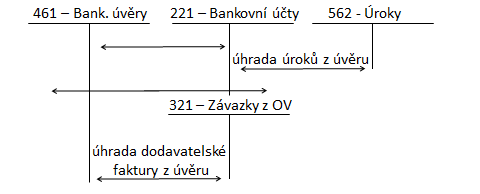 461 – Bank. úvěry 221 – Bankovní účty 562 - Úroky
úhrada úroků z úvěru
321 – Závazky z OV
úhrada dodavatelské
faktury z úvěru